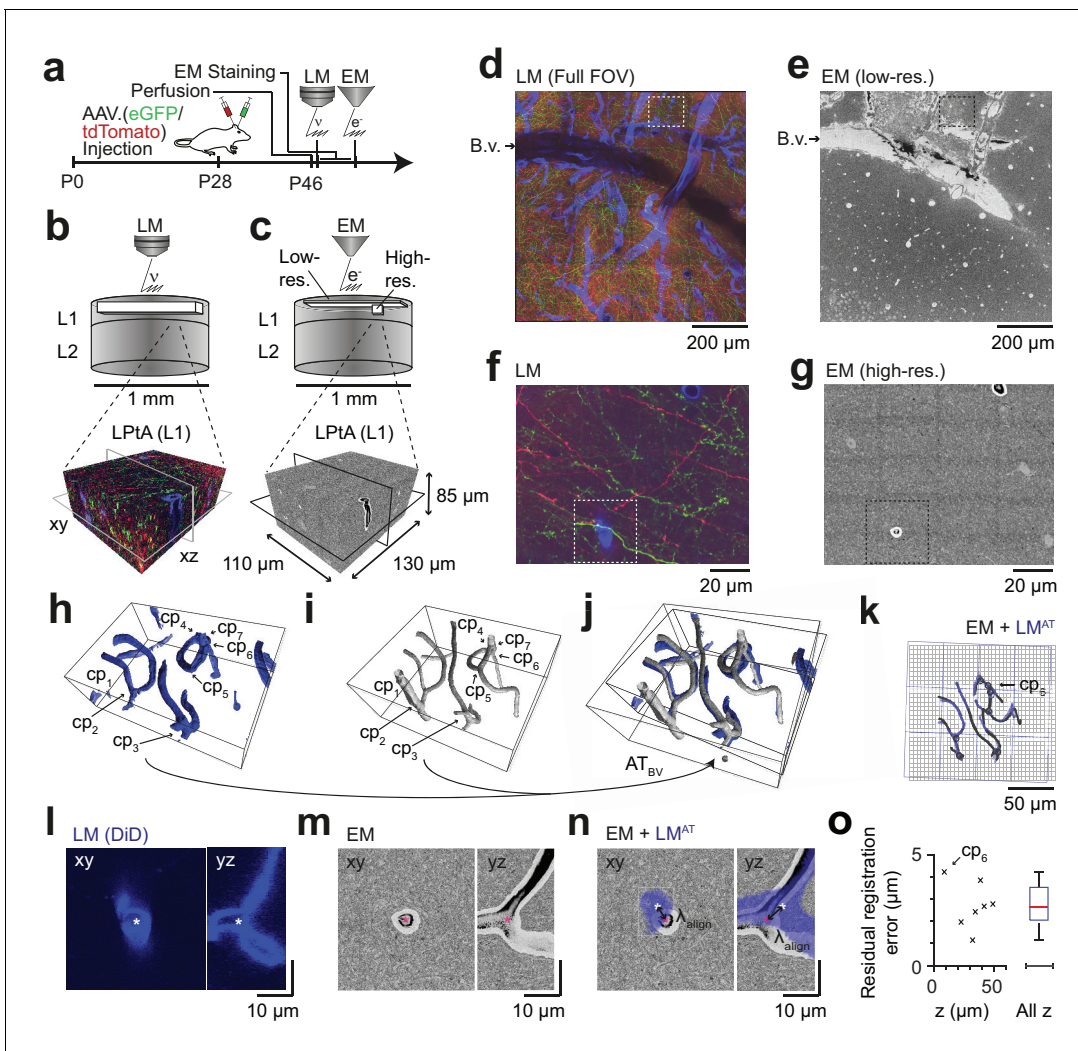 a
EM Staining
Perfusion
AAV.(eGFP/
tdTomato)
Injection
LM
EM
ν
e-
P0
P28
P46
b
LM
ν
L1
L2
1 mm
LPtA (L1)
xy
xz
c
EM
e-
Low-
res.
High-
res.
L1
L2
1 mm
LPtA (L1)
85 µm
110 µm
130 µm
d
LM (Full FOV)
B.v.
200 µm
e
EM (low-res.)
B.v.
200 µm
f
LM
20 µm
g
EM (high-res.)
20 µm
h
cp4
cp7
cp6
cp5
cp1
cp2
cp3
i
cp4
cp7
cp6
cp5
cp1
cp2
cp3
j
ATBV
k
EM + LMAT
cp6
50 µm
l
LM (DiD)
xy
yz
*
*
10 µm
m
EM
xy
yz
*
*
10 µm
n
EM + LMAT
xy
yz
λalign
λalign
10 µm
o
Residual registration
error (µm)
5
0
cp6
0
50
z (µm)
All z